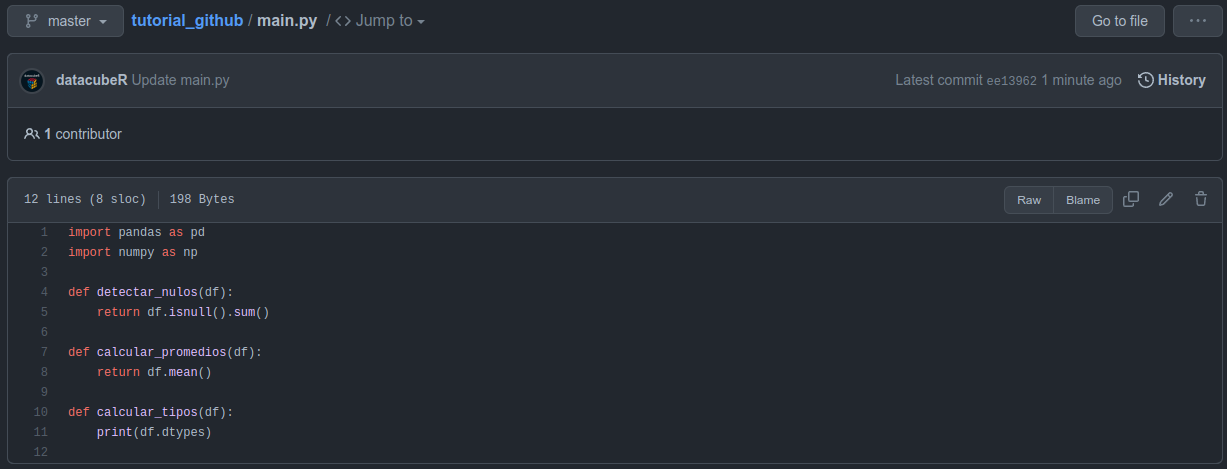 master tutorial_github / main.py / <> Jump to Go to file ...
datacubeR Update main.py Latest commit ee13962 1 minute ago History
1 contributor
12 lines (8 sloc) 198 Bytes Raw Blame
1 import pandas as pd
2 import numpy as np
3
4 def detectar_nulos(df):
5     return df.isnull().sum()
6
7 def calcular_promedios(df):
8     return df.mean()
9
10 def calcular_tipos(df):
11     print(df.dtypes)
12